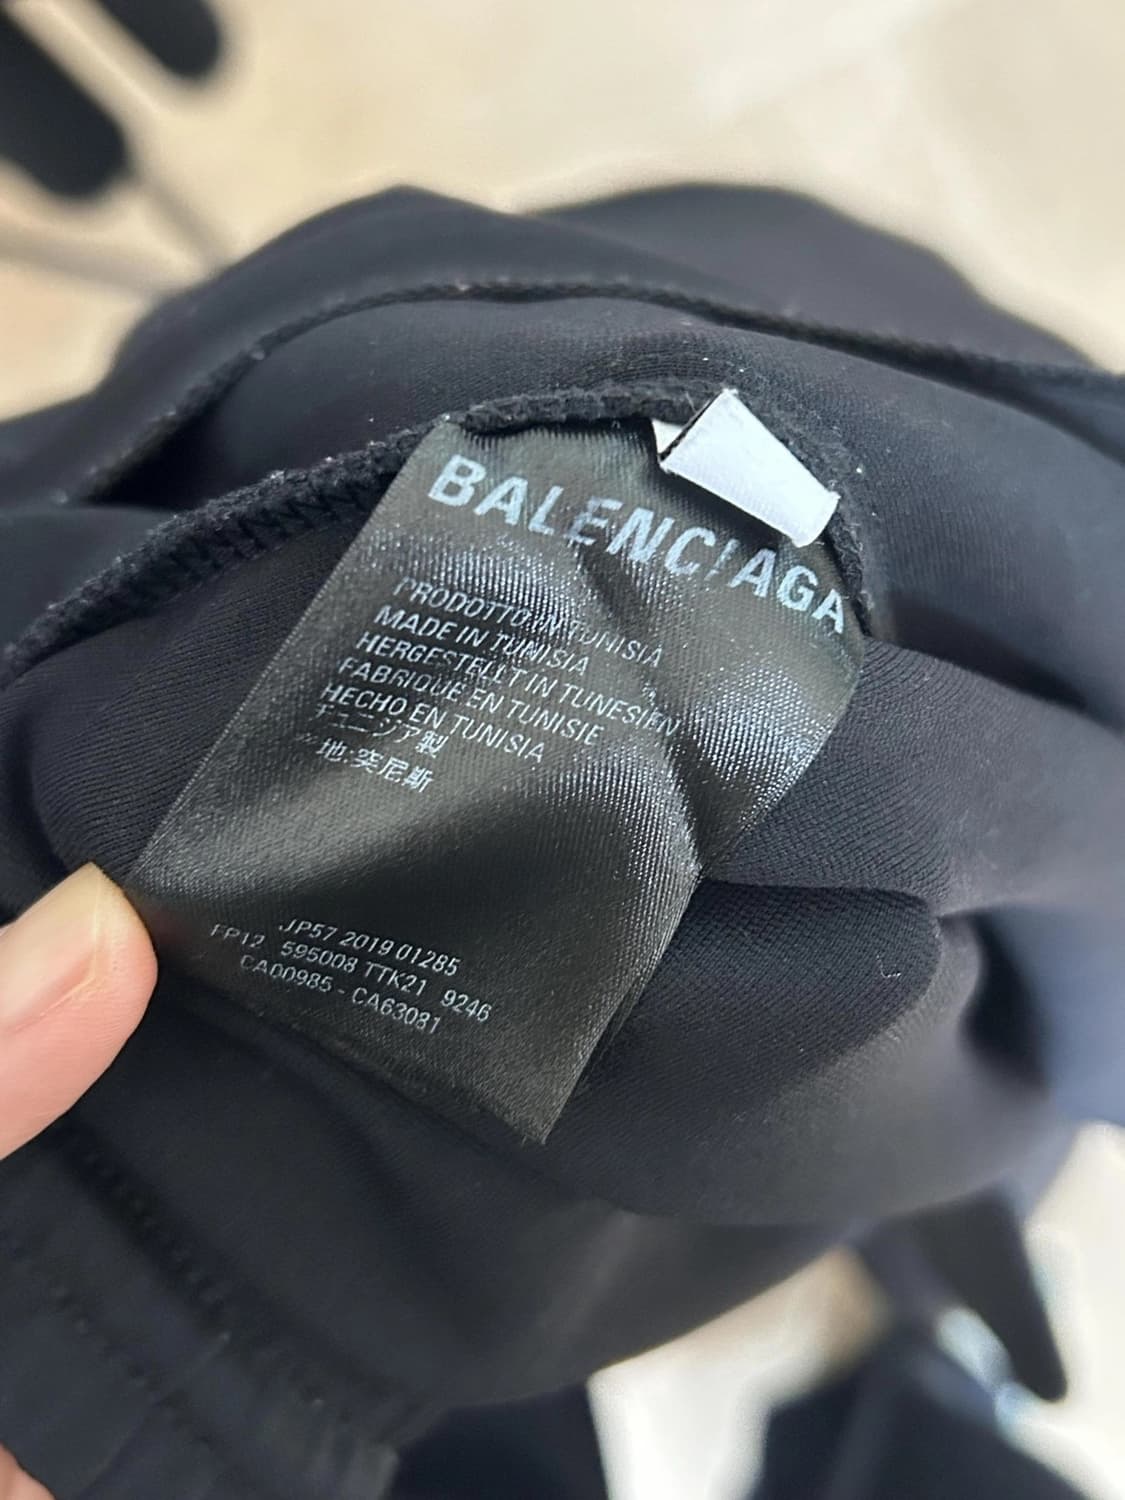 BALENCIAGA
PRODOTTO IN TUNISIA
MADE IN TUNISIA
HERGESTELLT IN TUNESIEN
FABRIQUÉ EN TUNISIE
HECHO EN TUNISIA
チュニジア製
地:突尼斯
JP57 2019 01285
FP12 595008 TTK21 9246
CA00985 - CA63081